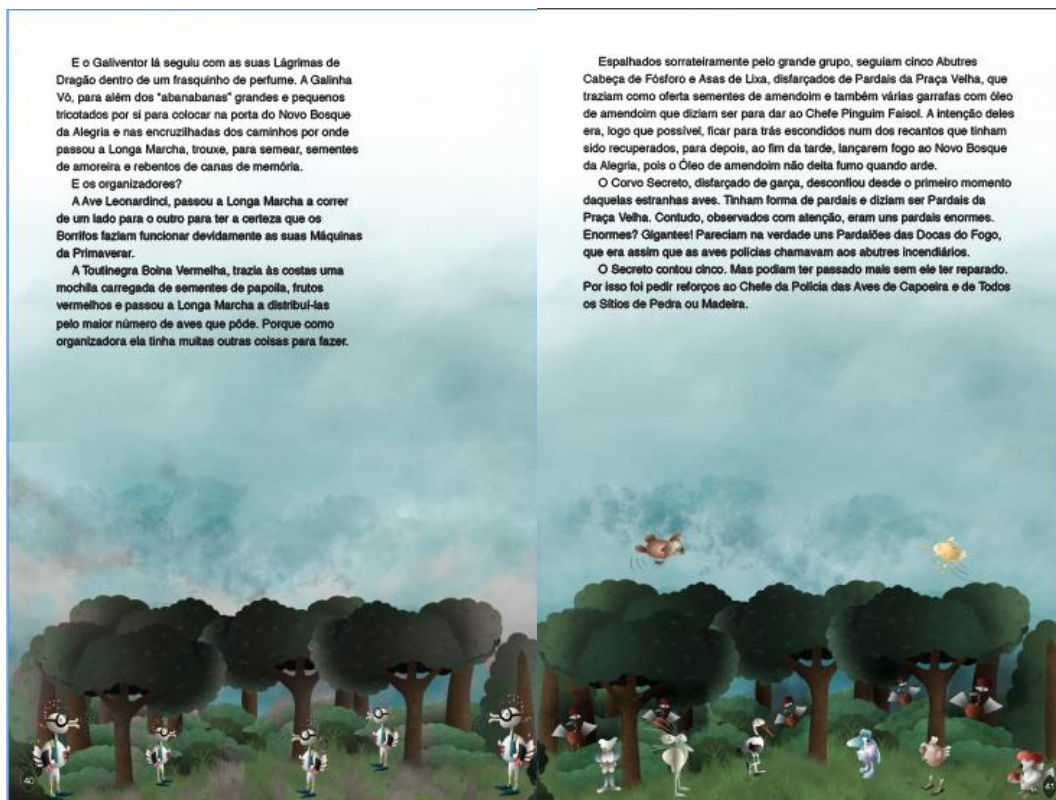 E o Galiventor lá seguiu com as suas Lágrimas de
Dragão dentro de um frasquinho de perfume. A Galinha
Vó, para além dos "abanabanas" grandes e pequenos
tricotados por si para colocar na porta do Novo Bosque
da Alegria e nas encruzilhadas dos caminhos por onde
passou a Longa Marcha, trouxe, para semear, sementes
de amoreira e rebentos de canas de memória.
E os organizadores?
A Ave Leonardinci, passou a Longa Marcha a correr
de um lado para o outro para ter a certeza que os
Borrifos faziam funcionar devidamente as suas Máquinas
da Primaverar.
A Toutinegra Boina Vermelha, trazia às costas uma
mochila carregada de sementes de papoila, frutos
vermelhos e passou a Longa Marcha a distribuí-las
pelo maior número de aves que pôde. Porque como
organizadora ela tinha muitas outras coisas para fazer.
40
Espalhados sorrateiramente pelo grande grupo, seguiam cinco Abutres
Cabeça de Fósforo e Asas de Lixa, disfarçados de Pardais da Praça Velha, que
traziam como oferta sementes de amendoim e também várias garrafas com óleo
de amendoim que diziam ser para dar ao Chefe Pinguim Faisol. A intenção deles
era, logo que possível, ficar para trás escondidos num dos recantos que tinham
sido recuperados, para depois, ao fim da tarde, lançarem fogo ao Novo Bosque
da Alegria, pois o Óleo de amendoim não deita fumo quando arde.
O Corvo Secreto, disfarçado de garça, desconfiou desde o primeiro momento
daquelas estranhas aves. Tinham forma de pardais e diziam ser Pardais da
Praça Velha. Contudo, observados com atenção, eram uns pardais enormes.
Enormes? Gigantes! Pareciam na verdade uns Pardalões das Docas do Fogo,
que era assim que as aves polícias chamavam aos abutres incendiários.
O Secreto contou cinco. Mas podiam ter passado mais sem ele ter reparado.
Por isso foi pedir reforços ao Chefe da Polícia das Aves de Capoeira e de Todos
os Sítios de Pedra ou Madeira.
41